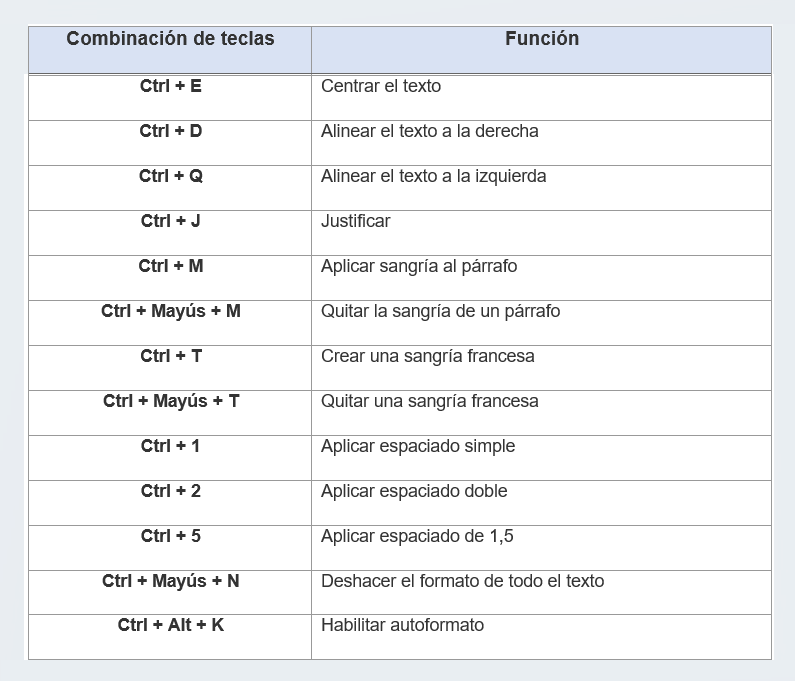 Combinación de teclas Función
Ctrl + E Centrar el texto
Ctrl + D Alinear el texto a la derecha
Ctrl + Q Alinear el texto a la izquierda
Ctrl + J Justificar
Ctrl + M Aplicar sangría al párrafo
Ctrl + Mayús + M Quitar la sangría de un párrafo
Ctrl + T Crear una sangría francesa
Ctrl + Mayús + T Quitar una sangría francesa
Ctrl + 1 Aplicar espaciado simple
Ctrl + 2 Aplicar espaciado doble
Ctrl + 5 Aplicar espaciado de 1,5
Ctrl + Mayús + N Deshacer el formato de todo el texto
Ctrl + Alt + K Habilitar autoformato